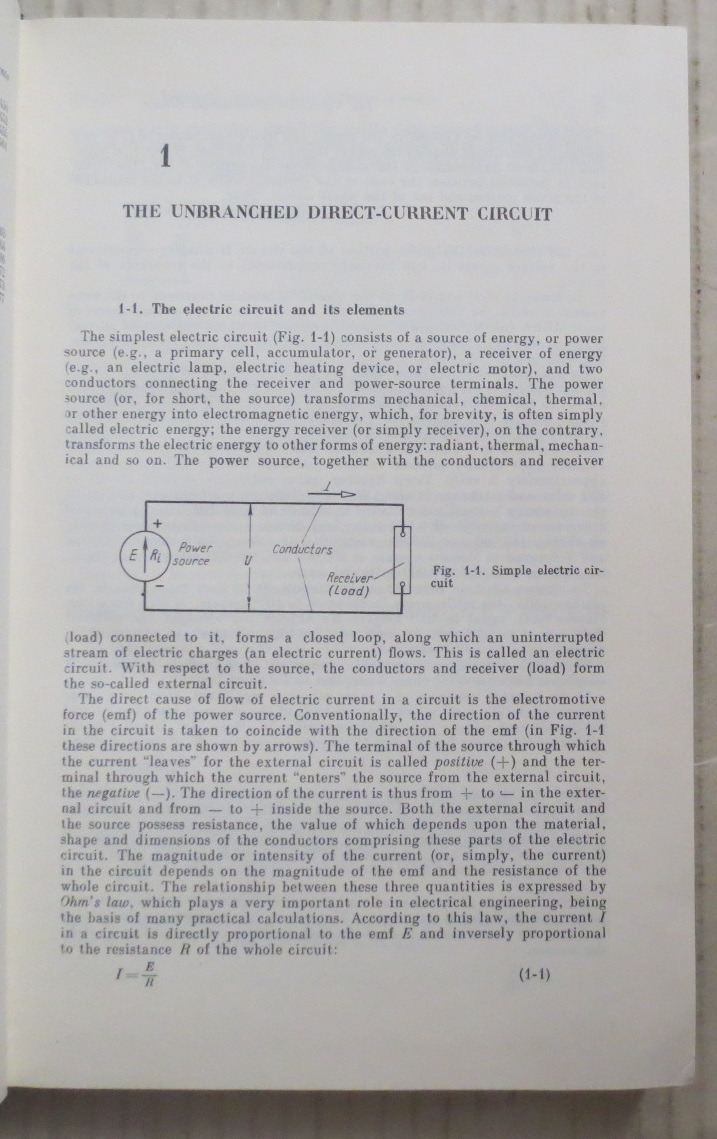 1
THE UNBRANCHED DIRECT-CURRENT CIRCUIT
1-1. The electric circuit and its elements
The simplest electric circuit (Fig. 1-1) consists of a source of energy, or power
source (e.g., a primary cell, accumulator, or generator), a receiver of energy
(e.g., an electric lamp, electric heating device, or electric motor), and two
conductors connecting the receiver and power-source terminals. The power
source (or, for short, the source) transforms mechanical, chemical, thermal,
or other energy into electromagnetic energy, which, for brevity, is often simply
called electric energy; the energy receiver (or simply receiver), on the contrary,
transforms the electric energy to other forms of energy: radiant, thermal, mechan-
ical and so on. The power source, together with the conductors and receiver
I
+
E Ri
Power
source
−
U
Conductors
Receiver
(Load)
Fig. 1-1. Simple electric cir-
cuit
(load) connected to it, forms a closed loop, along which an uninterrupted
stream of electric charges (an electric current) flows. This is called an electric
circuit. With respect to the source, the conductors and receiver (load) form
the so-called external circuit.
The direct cause of flow of electric current in a circuit is the electromotive
force (emf) of the power source. Conventionally, the direction of the current
in the circuit is taken to coincide with the direction of the emf (in Fig. 1-1
these directions are shown by arrows). The terminal of the source through which
the current “leaves” for the external circuit is called positive (+) and the ter-
minal through which the current “enters” the source from the external circuit,
the negative (—). The direction of the current is thus from + to — in the exter-
nal circuit and from — to + inside the source. Both the external circuit and
the source possess resistance, the value of which depends upon the material,
shape and dimensions of the conductors comprising these parts of the electric
circuit. The magnitude or intensity of the current (or, simply, the current)
in the circuit depends on the magnitude of the emf and the resistance of the
whole circuit. The relationship between these three quantities is expressed by
Ohm's law, which plays a very important role in electrical engineering, being
the basis of many practical calculations. According to this law, the current I
in a circuit is directly proportional to the emf E and inversely proportional
to the resistance R of the whole circuit:
I = E/R (1-1)